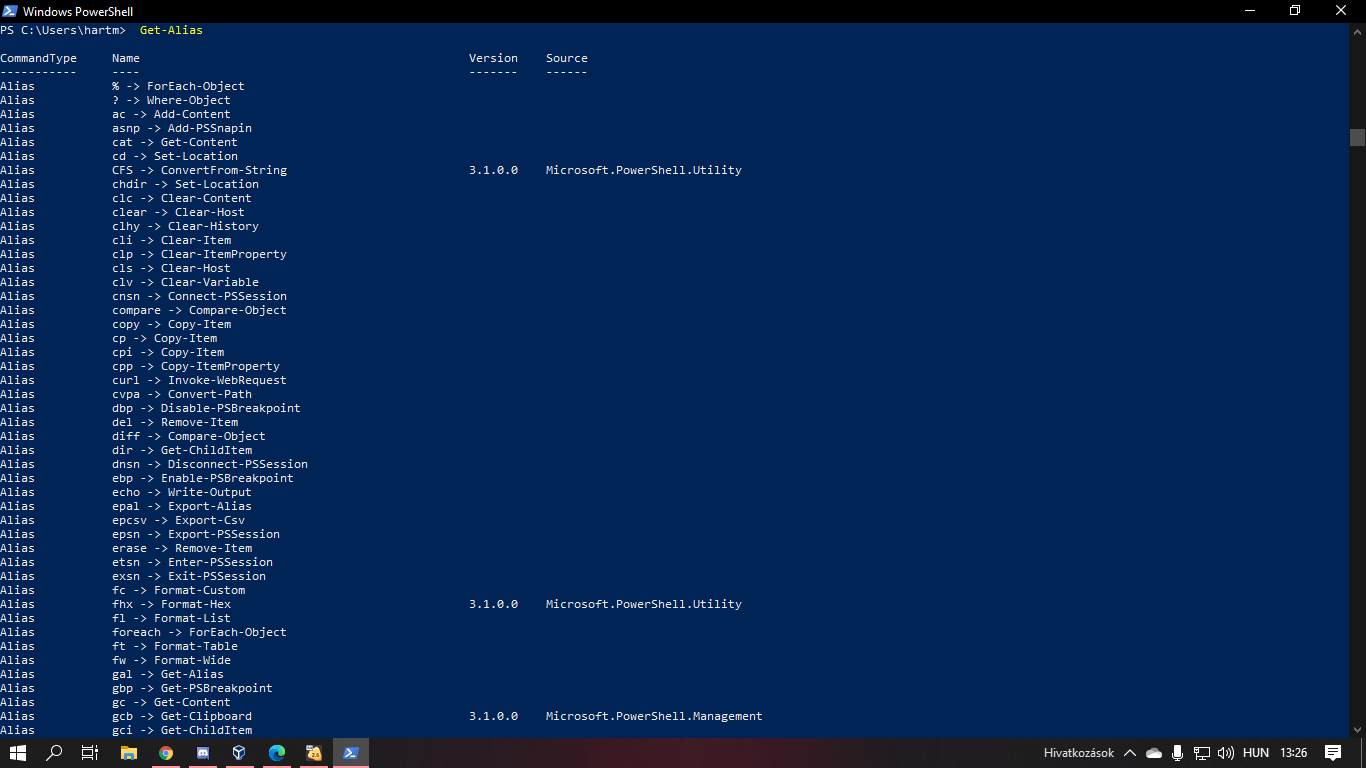 Windows PowerShell
PS C:\Users\hartm>  Get-Alias
CommandType     Name                                               Version    Source
-----------     ----                                               -------    ------
Alias           % -> ForEach-Object
Alias           ? -> Where-Object
Alias           ac -> Add-Content
Alias           asnp -> Add-PSSnapin
Alias           cat -> Get-Content
Alias           cd -> Set-Location
Alias           CFS -> ConvertFrom-String                          3.1.0.0    Microsoft.PowerShell.Utility
Alias           chdir -> Set-Location
Alias           clc -> Clear-Content
Alias           clear -> Clear-Host
Alias           clhy -> Clear-History
Alias           cli -> Clear-Item
Alias           clp -> Clear-ItemProperty
Alias           cls -> Clear-Host
Alias           clv -> Clear-Variable
Alias           cnsn -> Connect-PSSession
Alias           compare -> Compare-Object
Alias           copy -> Copy-Item
Alias           cp -> Copy-Item
Alias           cpi -> Copy-Item
Alias           cpp -> Copy-ItemProperty
Alias           curl -> Invoke-WebRequest
Alias           cvpa -> Convert-Path
Alias           dbp -> Disable-PSBreakpoint
Alias           del -> Remove-Item
Alias           diff -> Compare-Object
Alias           dir -> Get-ChildItem
Alias           dnsn -> Disconnect-PSSession
Alias           ebp -> Enable-PSBreakpoint
Alias           echo -> Write-Output
Alias           epal -> Export-Alias
Alias           epcsv -> Export-Csv
Alias           epsn -> Export-PSSession
Alias           erase -> Remove-Item
Alias           etsn -> Enter-PSSession
Alias           exsn -> Exit-PSSession
Alias           fc -> Format-Custom
Alias           fhx -> Format-Hex                                  3.1.0.0    Microsoft.PowerShell.Utility
Alias           fl -> Format-List
Alias           foreach -> ForEach-Object
Alias           ft -> Format-Table
Alias           fw -> Format-Wide
Alias           gal -> Get-Alias
Alias           gbp -> Get-PSBreakpoint
Alias           gc -> Get-Content
Alias           gcb -> Get-Clipboard                               3.1.0.0    Microsoft.PowerShell.Management
Alias           gci -> Get-ChildItem
Hivatkozások HUN 13:26